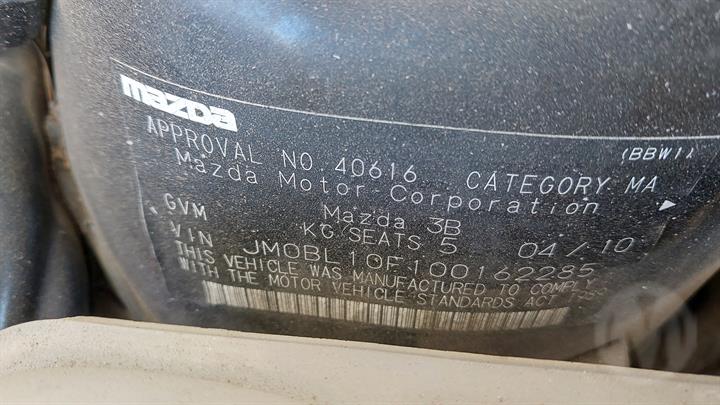 mazda
APPROVAL NO. 40616 CATEGORY MA
(BBW1)
Mazda Motor Corporation
Mazda 3B
GVM KG/SEATS 5 04/10
VIN JM0BL10F100162285
THIS VEHICLE WAS MANUFACTURED TO COMPLY
WITH THE MOTOR VEHICLE STANDARDS ACT 1989